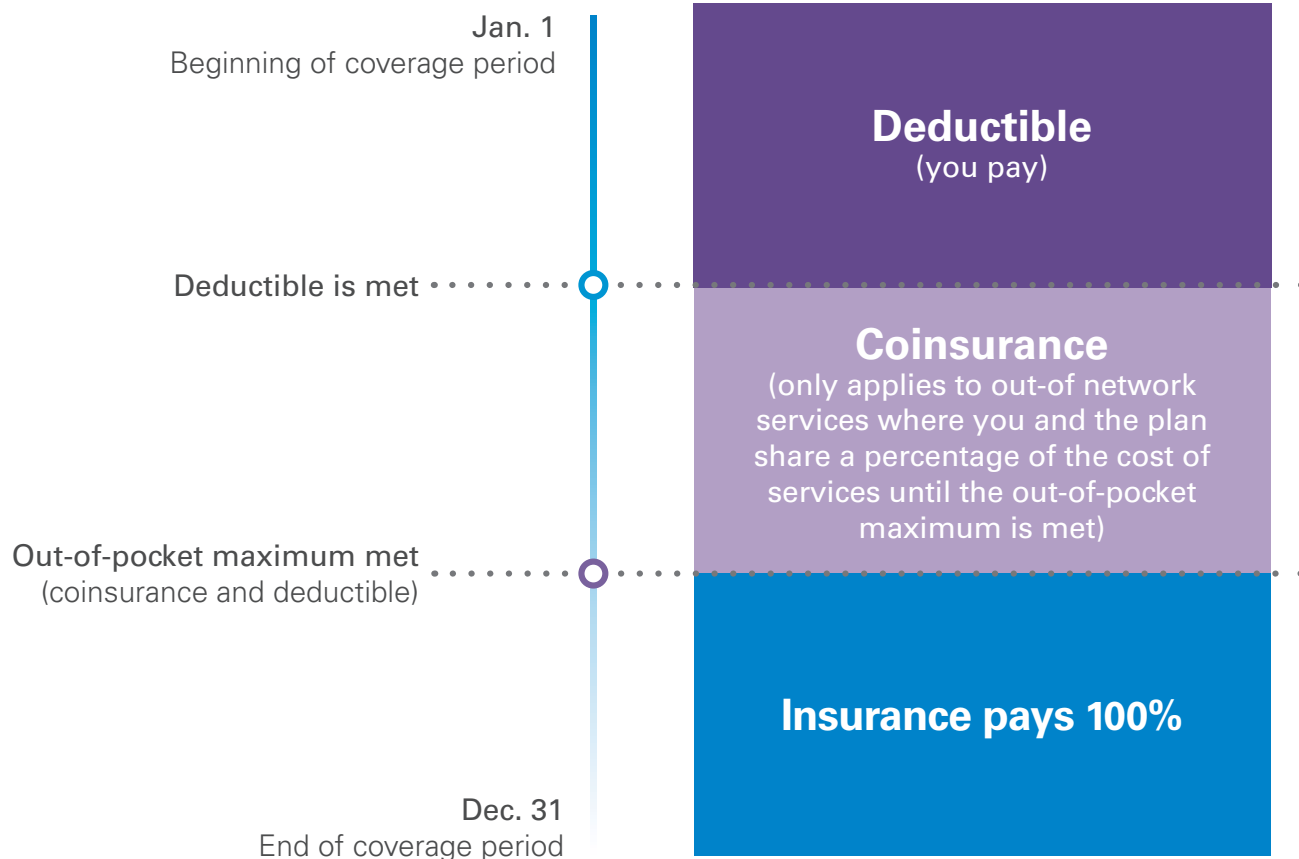 Jan. 1
Beginning of coverage period
Deductible
(you pay)
Deductible is met
Coinsurance
(only applies to out-of network
services where you and the plan
share a percentage of the cost of
services until the out-of-pocket
maximum is met)
Out-of-pocket maximum met
(coinsurance and deductible)
Insurance pays 100%
Dec. 31
End of coverage period